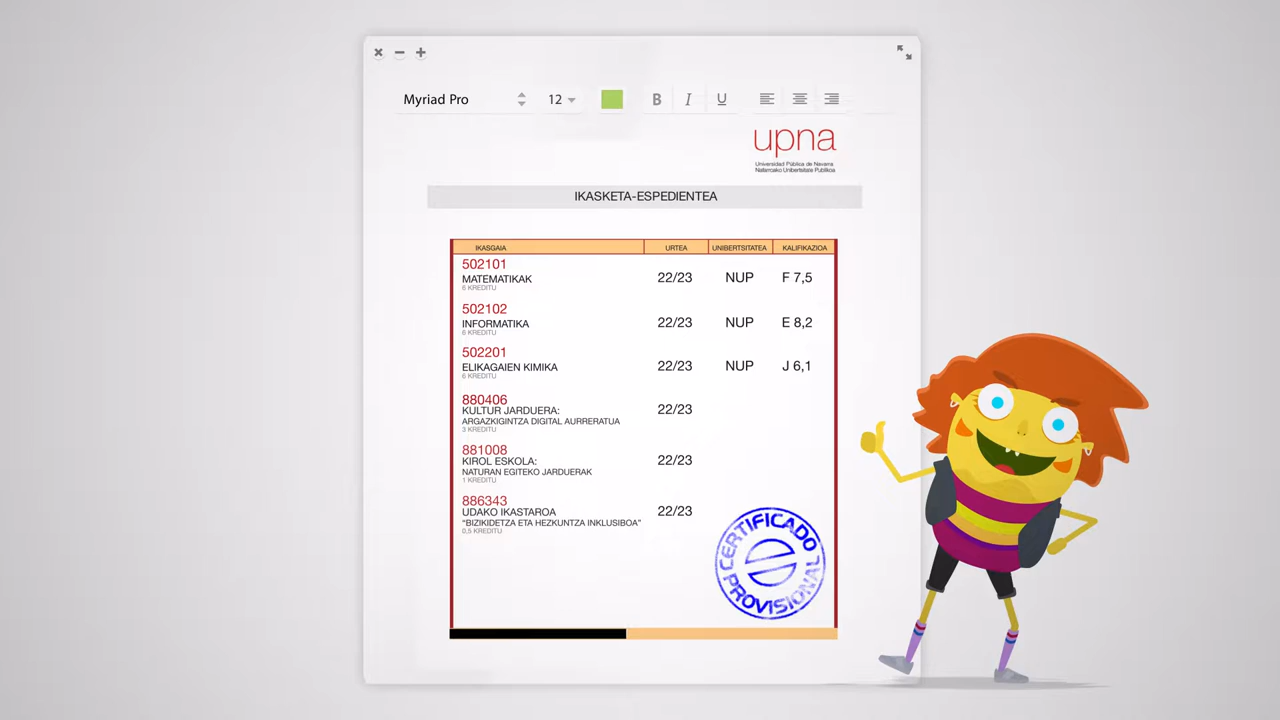 Myriad Pro 12 B I U
upna
Universidad Pública de Navarra
Nafarroako Unibertsitate Publikoa
IKASKETA-ESPEDIENTEA
IKASGAIA URTEA UNIBERTSITATEA KALIFIKAZIOA
502101
MATEMATIKAK 22/23 NUP F 7,5
6 KREDITU
502102
INFORMATIKA 22/23 NUP E 8,2
6 KREDITU
502201
ELIKAGAIEN KIMIKA 22/23 NUP J 6,1
6 KREDITU
880406
KULTUR JARDUERA: 22/23
ARGAZKIGINTZA DIGITAL AURRERATUA
3 KREDITU
881008
KIROL ESKOLA: 22/23
NATURAN EGITEKO JARDUERAK
1 KREDITU
886343
UDAKO IKASTAROA 22/23
“BIZIKIDETZA ETA HEZKUNTZA INKLUSIBOA”
0,5 KREDITU
CERTIFICADO
PROVISIONAL